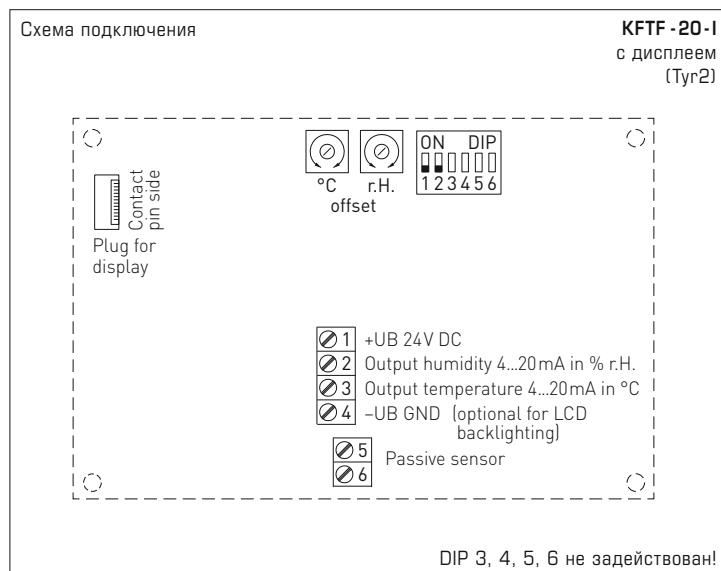 Схема подключения
KFTF - 20 - I
с дисплеем
(Tyr2)
ON DIP
1 2 3 4 5 6
°C r.H.
offset
Contact
pin side
Plug for
display
1 +UB 24V DC
2 Output humidity 4...20mA in % r.H.
3 Output temperature 4...20mA in °C
4 –UB GND (optional for LCD
backlighting)
5 Passive sensor
6
DIP 3, 4, 5, 6 не задействован!